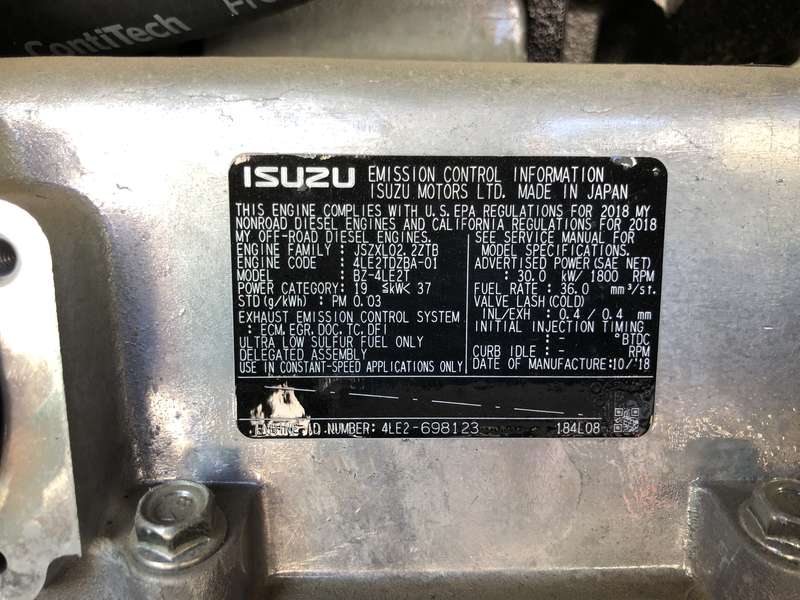 ContiTech Fr
ISUZU EMISSION CONTROL INFORMATION
ISUZU MOTORS LTD. MADE IN JAPAN
THIS ENGINE COMPLIES WITH U.S.EPA REGULATIONS FOR 2018 MY
NONROAD DIESEL ENGINES AND CALIFORNIA REGULATIONS FOR 2018
MY OFF-ROAD DIESEL ENGINES.
ENGINE FAMILY : JSZXL02.2ZTB
ENGINE CODE : 4LE2TDZBA-01
MODEL : BZ-4LE2T
POWER CATEGORY: 19 ≤kW< 37
STD (g/kWh) : PM 0.03
EXHAUST EMISSION CONTROL SYSTEM
: ECM, EGR, DOC, TC, DFI
ULTRA LOW SULFUR FUEL ONLY
DELEGATED ASSEMBLY
USE IN CONSTANT-SPEED APPLICATIONS ONLY
SEE SERVICE MANUAL FOR
MODEL SPECIFICATIONS.
ADVERTISED POWER (SAE NET)
: 30.0 kW/1800 RPM
FUEL RATE : 36.0 mm³/st.
VALVE LASH (COLD)
INL/EXH : 0.4 / 0.4 mm
INITIAL INJECTION TIMING
: - °BTDC
CURB IDLE : - RPM
DATE OF MANUFACTURE:10/'18
NUMBER: 4LE2-698123 184L08